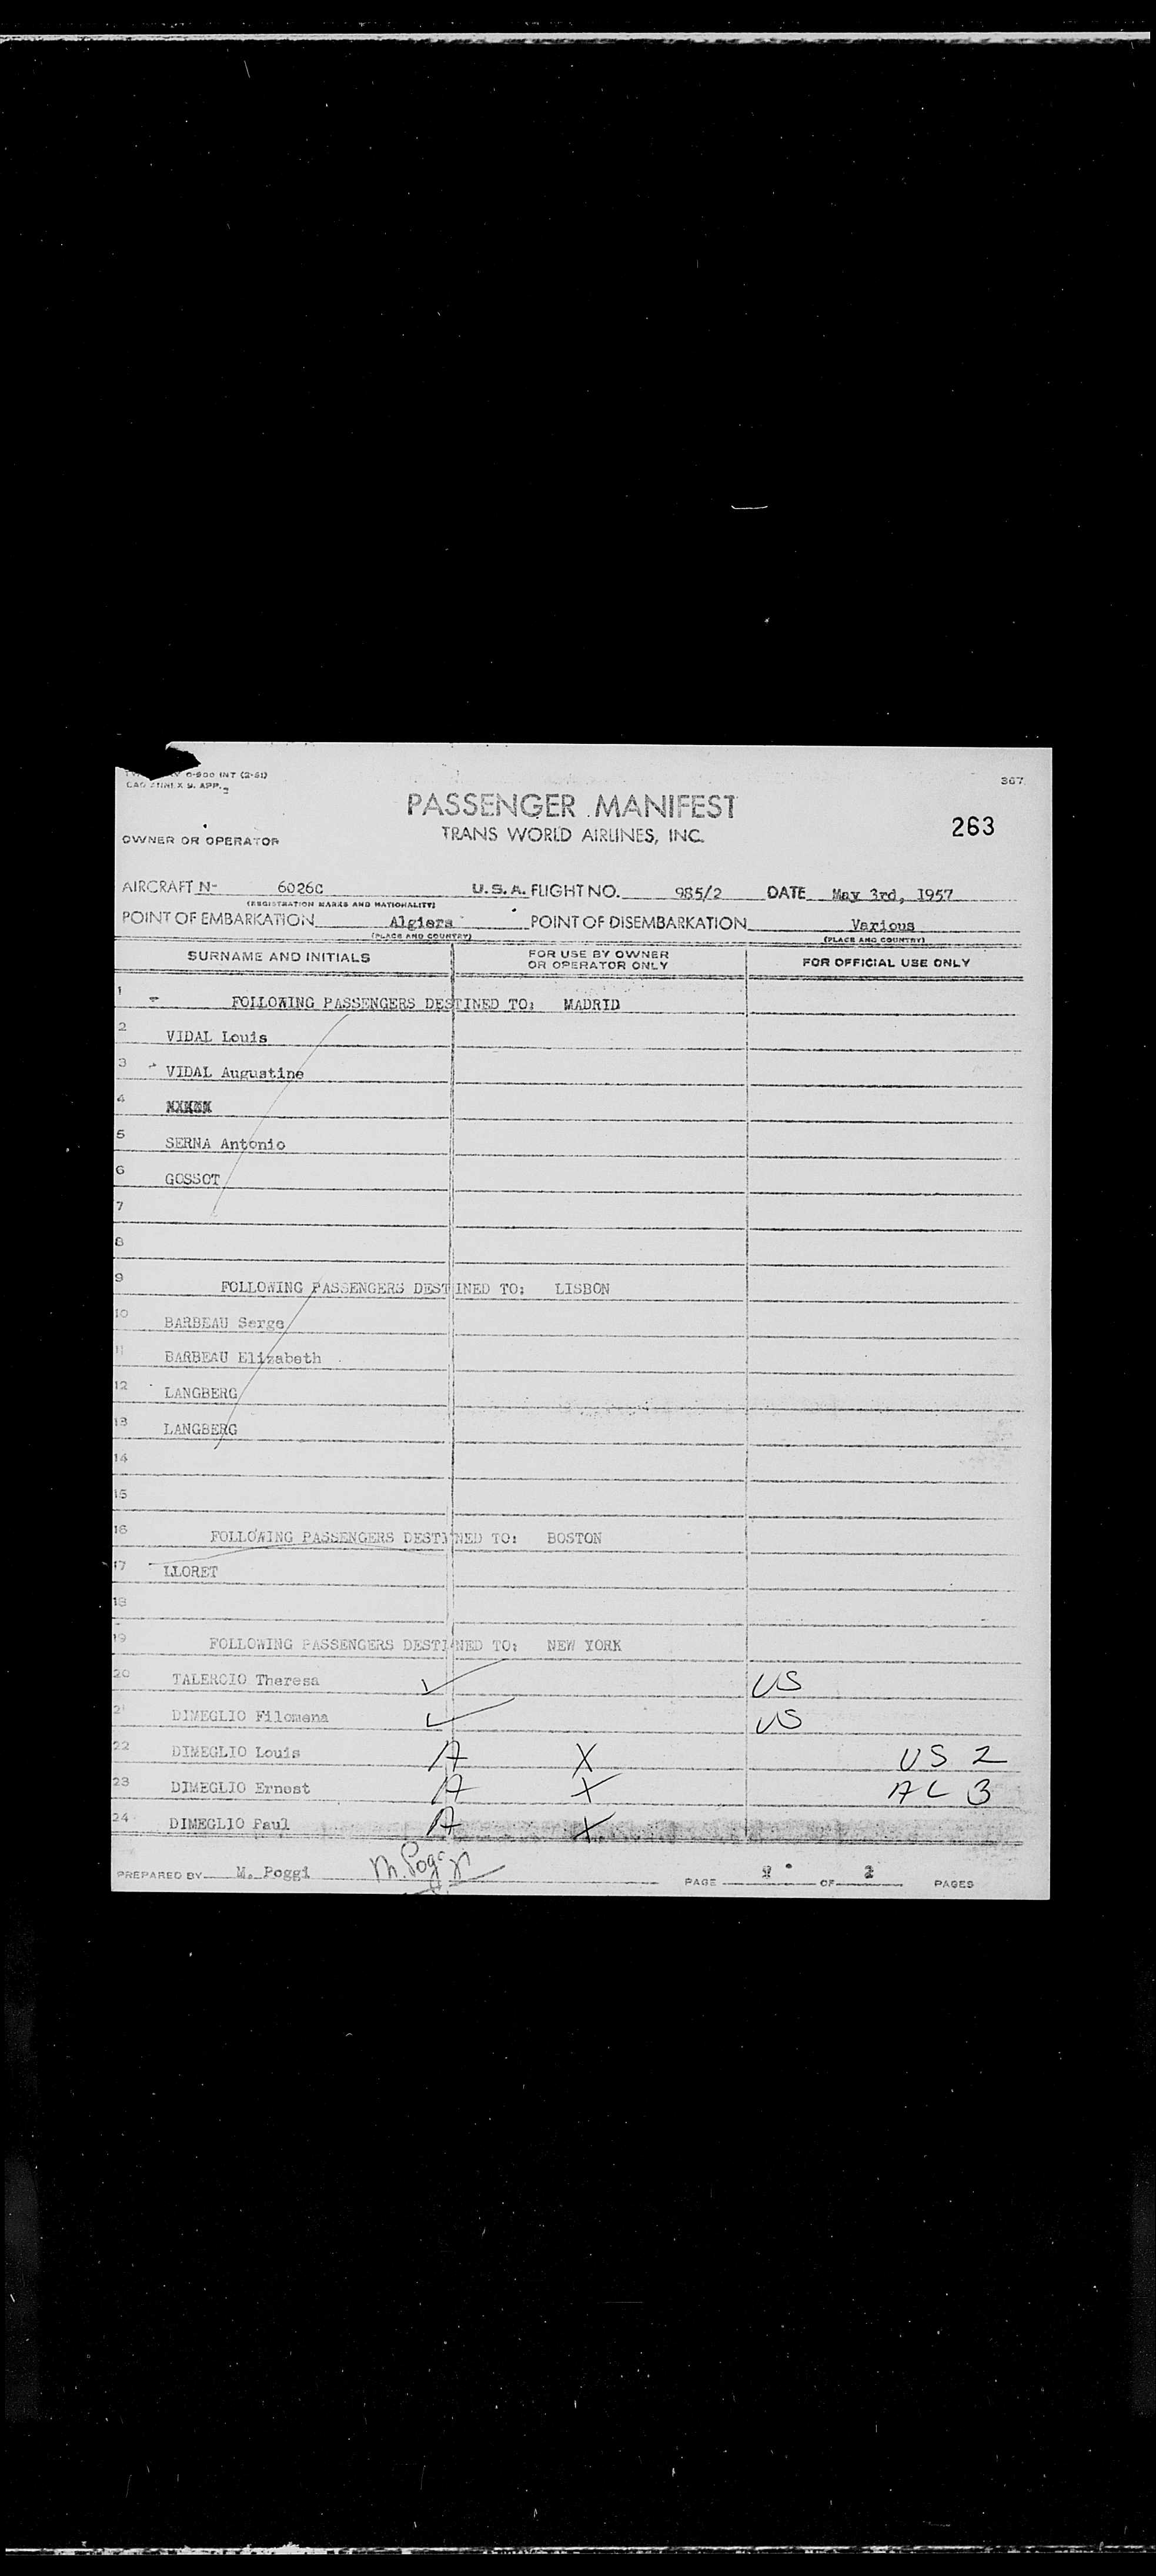 0-800 INT (2-51)
367
PASSENGER MANIFEST
263
TRANS WORLD AIRLINES, INC.
OWNER OR OPERATOR
AIRCRAFT N- 6026C U.S.A. FLIGHT NO. 985/2 DATE May 3rd, 1957
(REGISTRATION MARKS AND NATIONALITY)
POINT OF EMBARKATION Algiers POINT OF DISEMBARKATION Various
(PLACE AND COUNTRY) (PLACE AND COUNTRY)
SURNAME AND INITIALS FOR USE BY OWNER OR OPERATOR ONLY FOR OFFICIAL USE ONLY
1 FOLLOWING PASSENGERS DESTINED TO: MADRID
2 VIDAL Louis
3 VIDAL Augustine
4
5 SERNA Antonio
6 GOSSOT
7
8
9 FOLLOWING PASSENGERS DESTINED TO: LISBON
10 BARBEAU Serge
11 BARBEAU Elizabeth
12 LANGBERG
13 LANGBERG
14
15
16 FOLLOWING PASSENGERS DESTINED TO: BOSTON
17 LLORET
18
19 FOLLOWING PASSENGERS DESTINED TO: NEW YORK
20 TALERCIO Theresa ✓ US
21 DIMEGLIO Filomena ✓ US
22 DIMEGLIO Louis A X US 2
23 DIMEGLIO Ernest A X AL 3
24 DIMEGLIO Paul A X
PREPARED BY M. Poggi M. Poggi PAGE OF PAGES